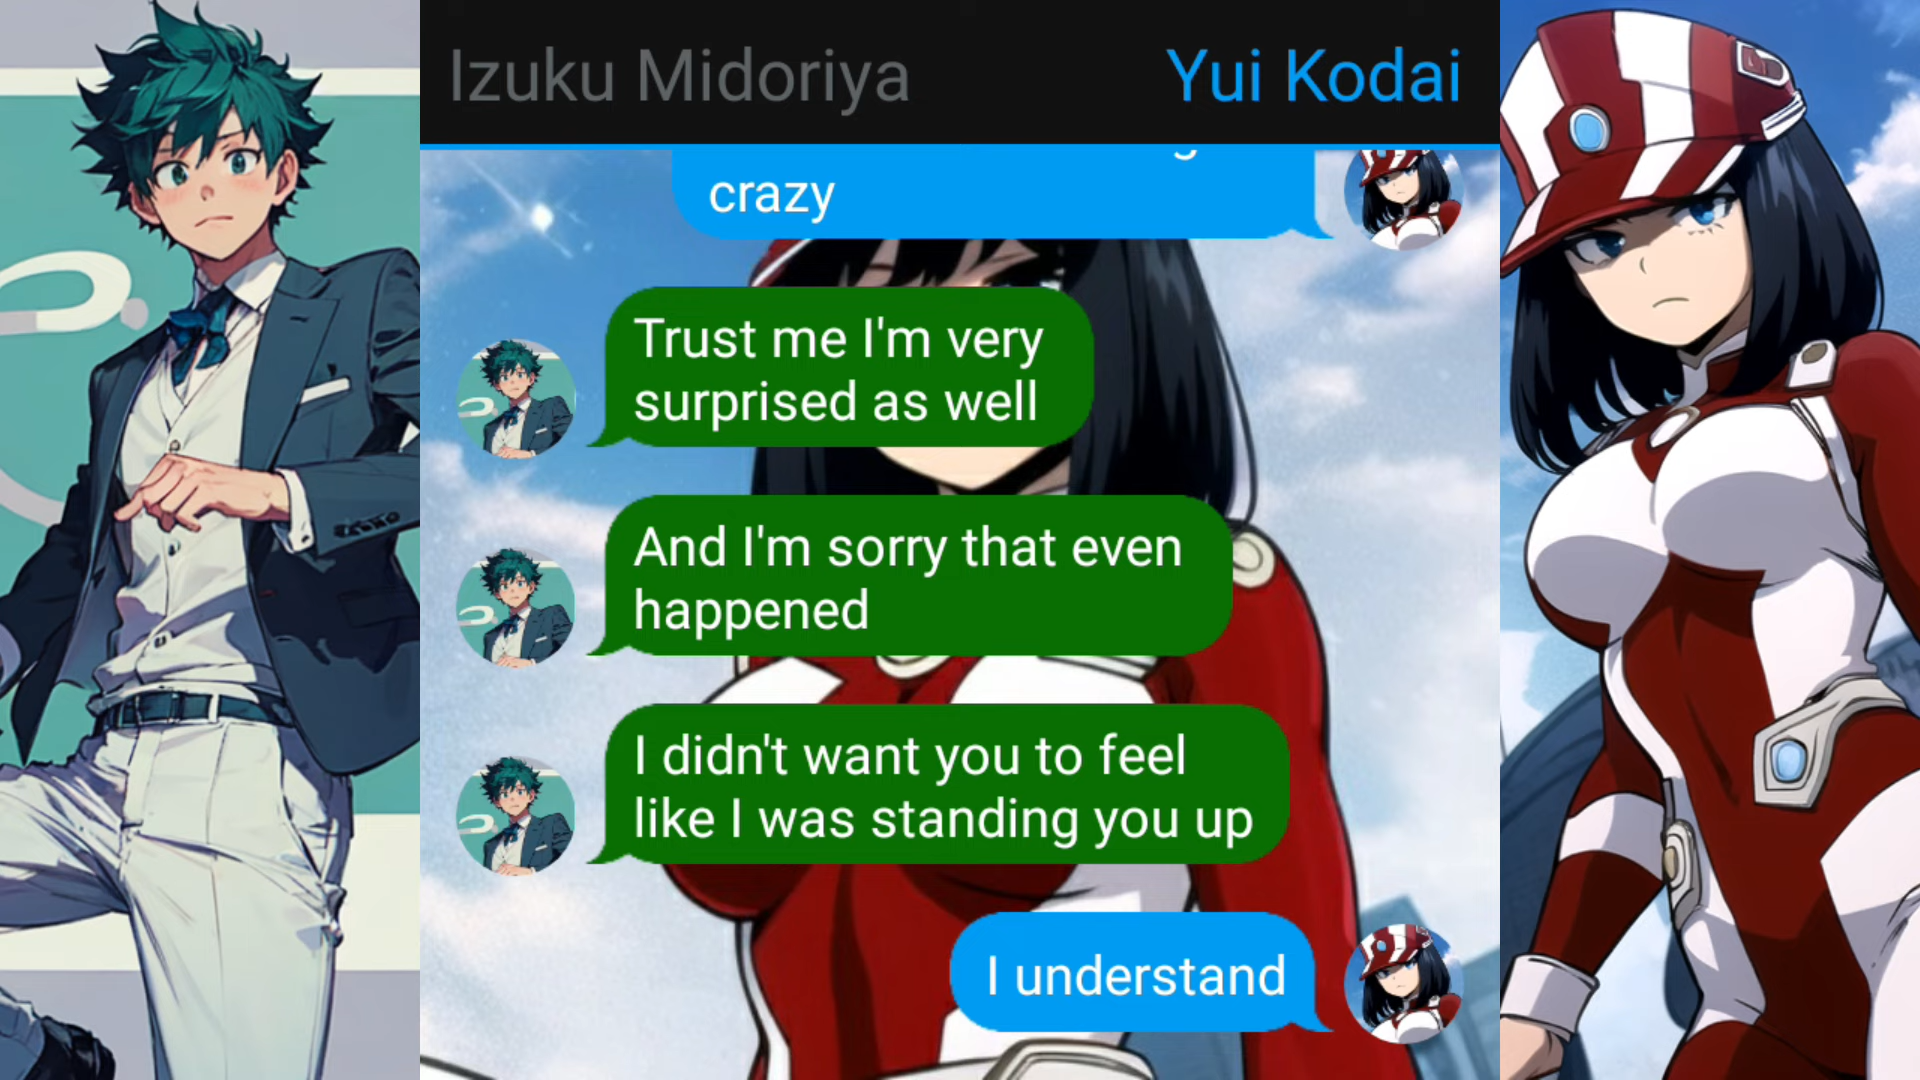 Izuku Midoriya
Yui Kodai
crazy
Trust me I'm very
surprised as well
And I'm sorry that even
happened
I didn't want you to feel
like I was standing you up
I understand